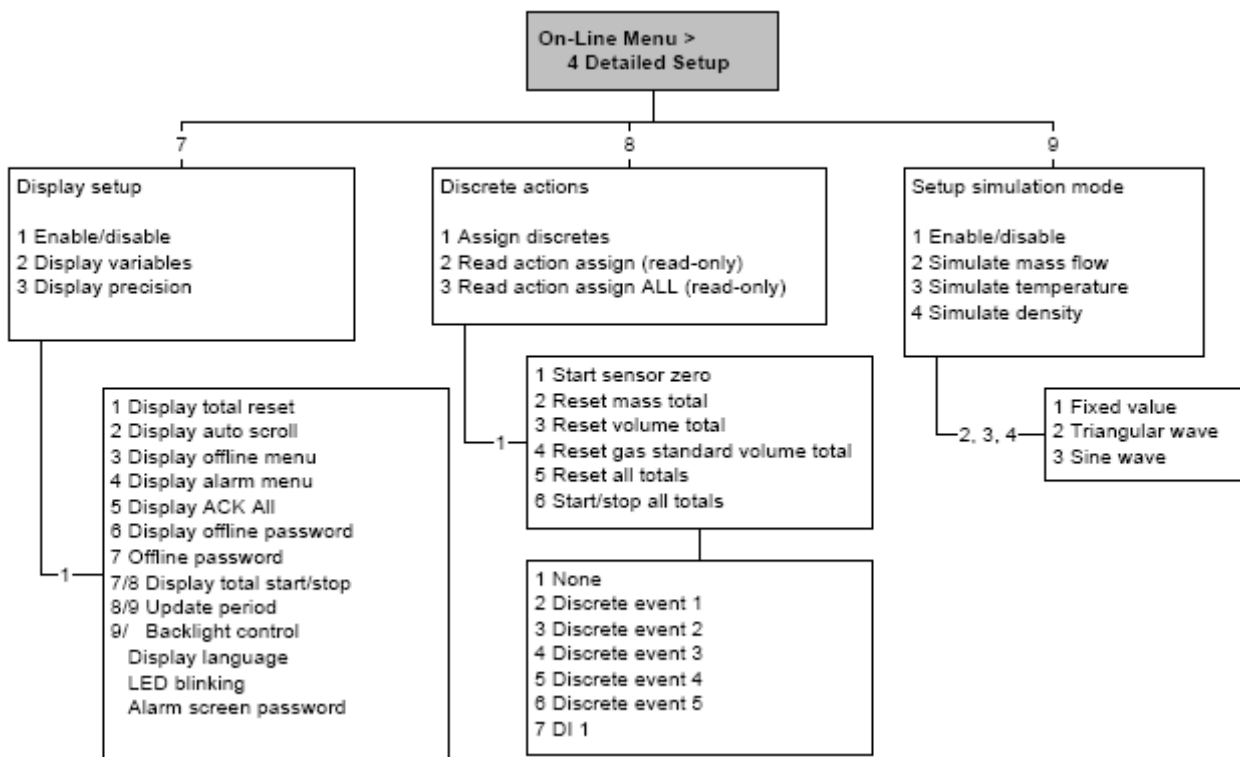 On-Line Menu >
4 Detailed Setup
7
8
9
Display setup
1 Enable/disable
2 Display variables
3 Display precision
1
1 Display total reset
2 Display auto scroll
3 Display offline menu
4 Display alarm menu
5 Display ACK All
6 Display offline password
7 Offline password
7/8 Display total start/stop
8/9 Update period
9/ Backlight control
Display language
LED blinking
Alarm screen password
Discrete actions
1 Assign discretes
2 Read action assign (read-only)
3 Read action assign ALL (read-only)
1
1 Start sensor zero
2 Reset mass total
3 Reset volume total
4 Reset gas standard volume total
5 Reset all totals
6 Start/stop all totals
1 None
2 Discrete event 1
3 Discrete event 2
4 Discrete event 3
5 Discrete event 4
6 Discrete event 5
7 DI 1
Setup simulation mode
1 Enable/disable
2 Simulate mass flow
3 Simulate temperature
4 Simulate density
2, 3, 4
1 Fixed value
2 Triangular wave
3 Sine wave